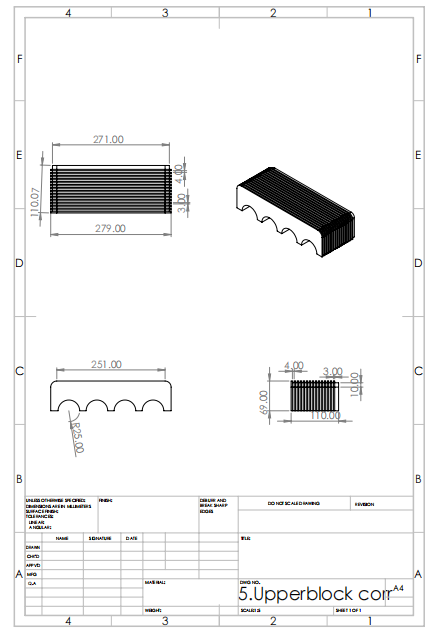 4 3 2 1
F F
271.00
E E
4.00
110.07
3.00
279.00
D D
C C
251.00
4.00 3.00
10.00
69.00
110.00
R25.00
B B
UNLESS OTHERWISE SPECIFIED: FINISH: DEBURR AND DO NOT SCALE DRAWING REVISION
DIMENSIONS ARE IN MILLIMETERS BREAK SHARP
SURFACE FINISH: EDGES
TOLERANCES:
LINEAR:
ANGULAR:
NAME SIGNATURE DATE TITLE:
DRAWN
CHK'D
APPV'D
MFG
A Q.A MATERIAL: DWG NO. A
5.Upperblock corr A4
WEIGHT: SCALE:1:5 SHEET 1 OF 1
4 3 2 1